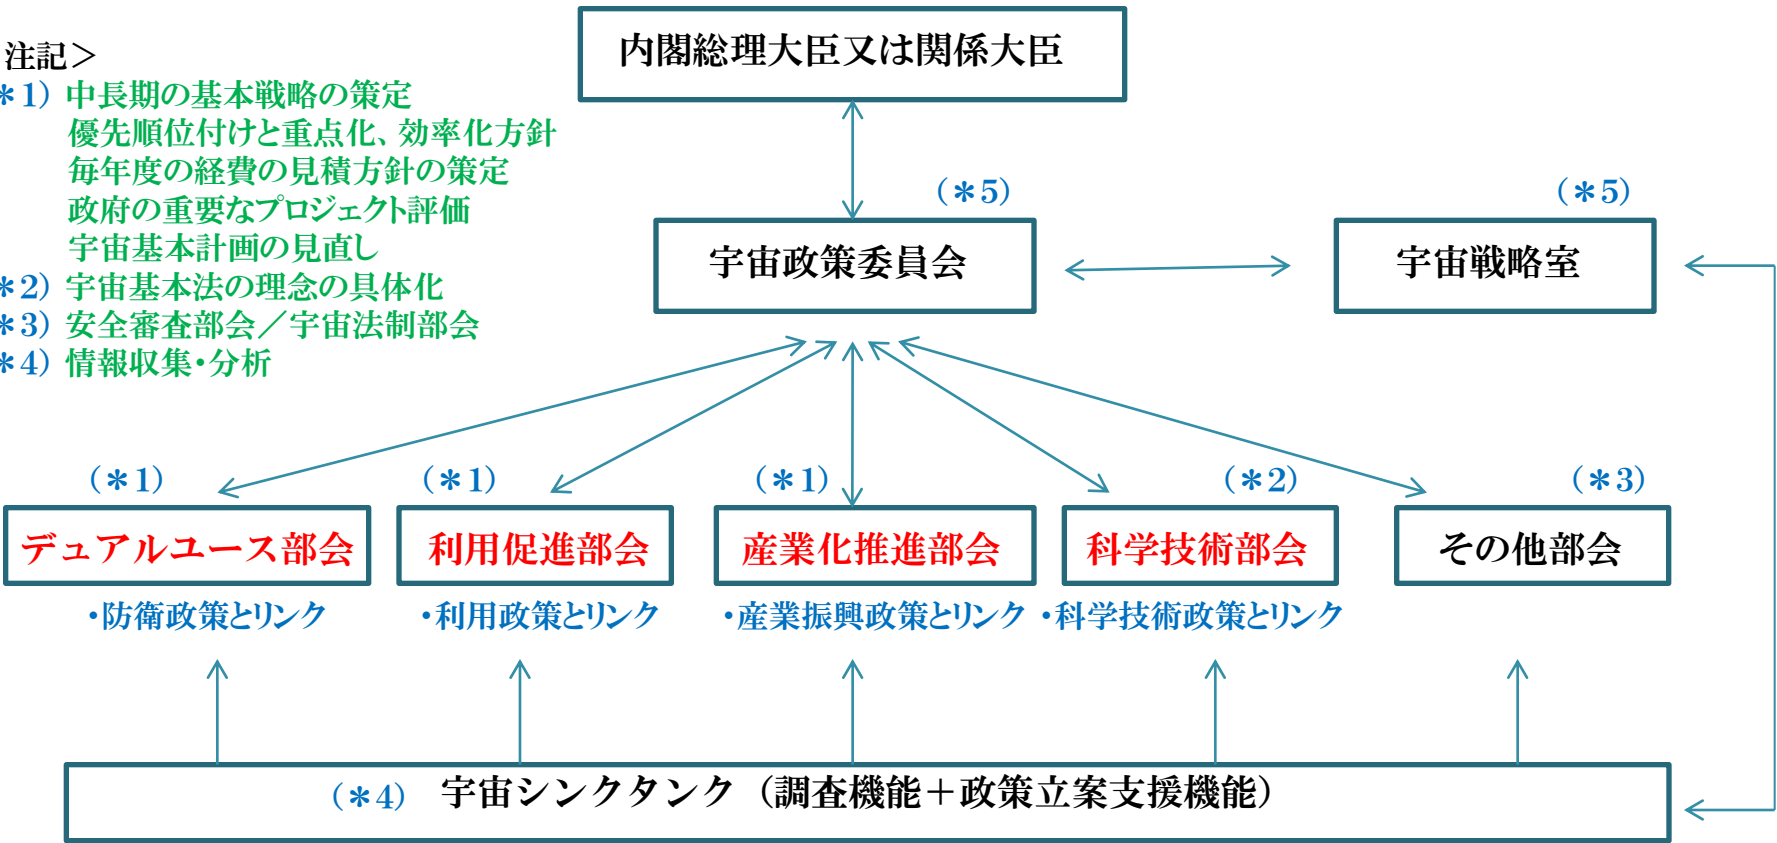 内閣総理大臣又は関係大臣
注記＞
＊1）中長期の基本戦略の策定
優先順位付けと重点化、効率化方針
毎年度の経費の見積方針の策定
政府の重要なプロジェクト評価
宇宙基本計画の見直し
＊2）宇宙基本法の理念の具体化
＊3）安全審査部会／宇宙法制部会
＊4）情報収集・分析
（＊5）
（＊5）
宇宙政策委員会
宇宙戦略室
（＊1）
（＊1）
（＊1）
（＊2）
（＊3）
デュアルユース部会
利用促進部会
産業化推進部会
科学技術部会
その他部会
・防衛政策とリンク
・利用政策とリンク
・産業振興政策とリンク
・科学技術政策とリンク
（＊4）
宇宙シンクタンク（調査機能＋政策立案支援機能）